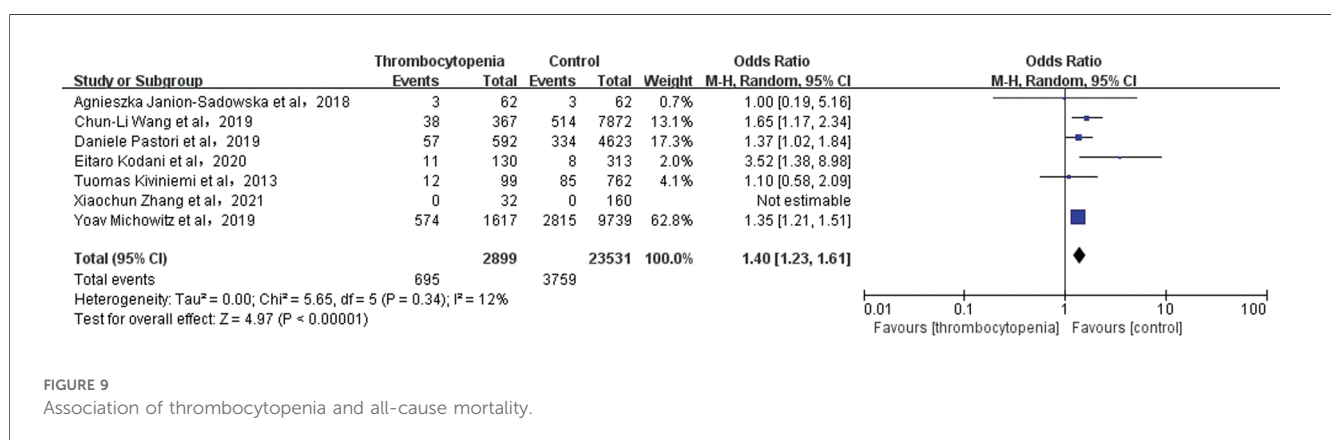 Thrombocytopenia Control Odds Ratio Odds Ratio
Study or Subgroup Events Total Events Total Weight M-H, Random, 95% CI M-H, Random, 95% CI
Agnieszka Janion-Sadowska et al，2018 3 62 3 62 0.7% 1.00 [0.19, 5.16]
Chun-Li Wang et al，2019 38 367 514 7872 13.1% 1.65 [1.17, 2.34]
Daniele Pastori et al，2019 57 592 334 4623 17.3% 1.37 [1.02, 1.84]
Eitaro Kodani et al，2020 11 130 8 313 2.0% 3.52 [1.38, 8.98]
Tuomas Kiviniemi et al，2013 12 99 85 762 4.1% 1.10 [0.58, 2.09]
Xiaochun Zhang et al，2021 0 32 0 160 Not estimable
Yoav Michowitz et al，2019 574 1617 2815 9739 62.8% 1.35 [1.21, 1.51]
Total (95% CI) 2899 23531 100.0% 1.40 [1.23, 1.61]
Total events 695 3759
Heterogeneity: Tau² = 0.00; Chi² = 5.65, df = 5 (P = 0.34); I² = 12%
Test for overall effect: Z = 4.97 (P < 0.00001)
0.01 0.1 1 10 100
Favours [thrombocytopenia] Favours [control]
FIGURE 9
Association of thrombocytopenia and all-cause mortality.